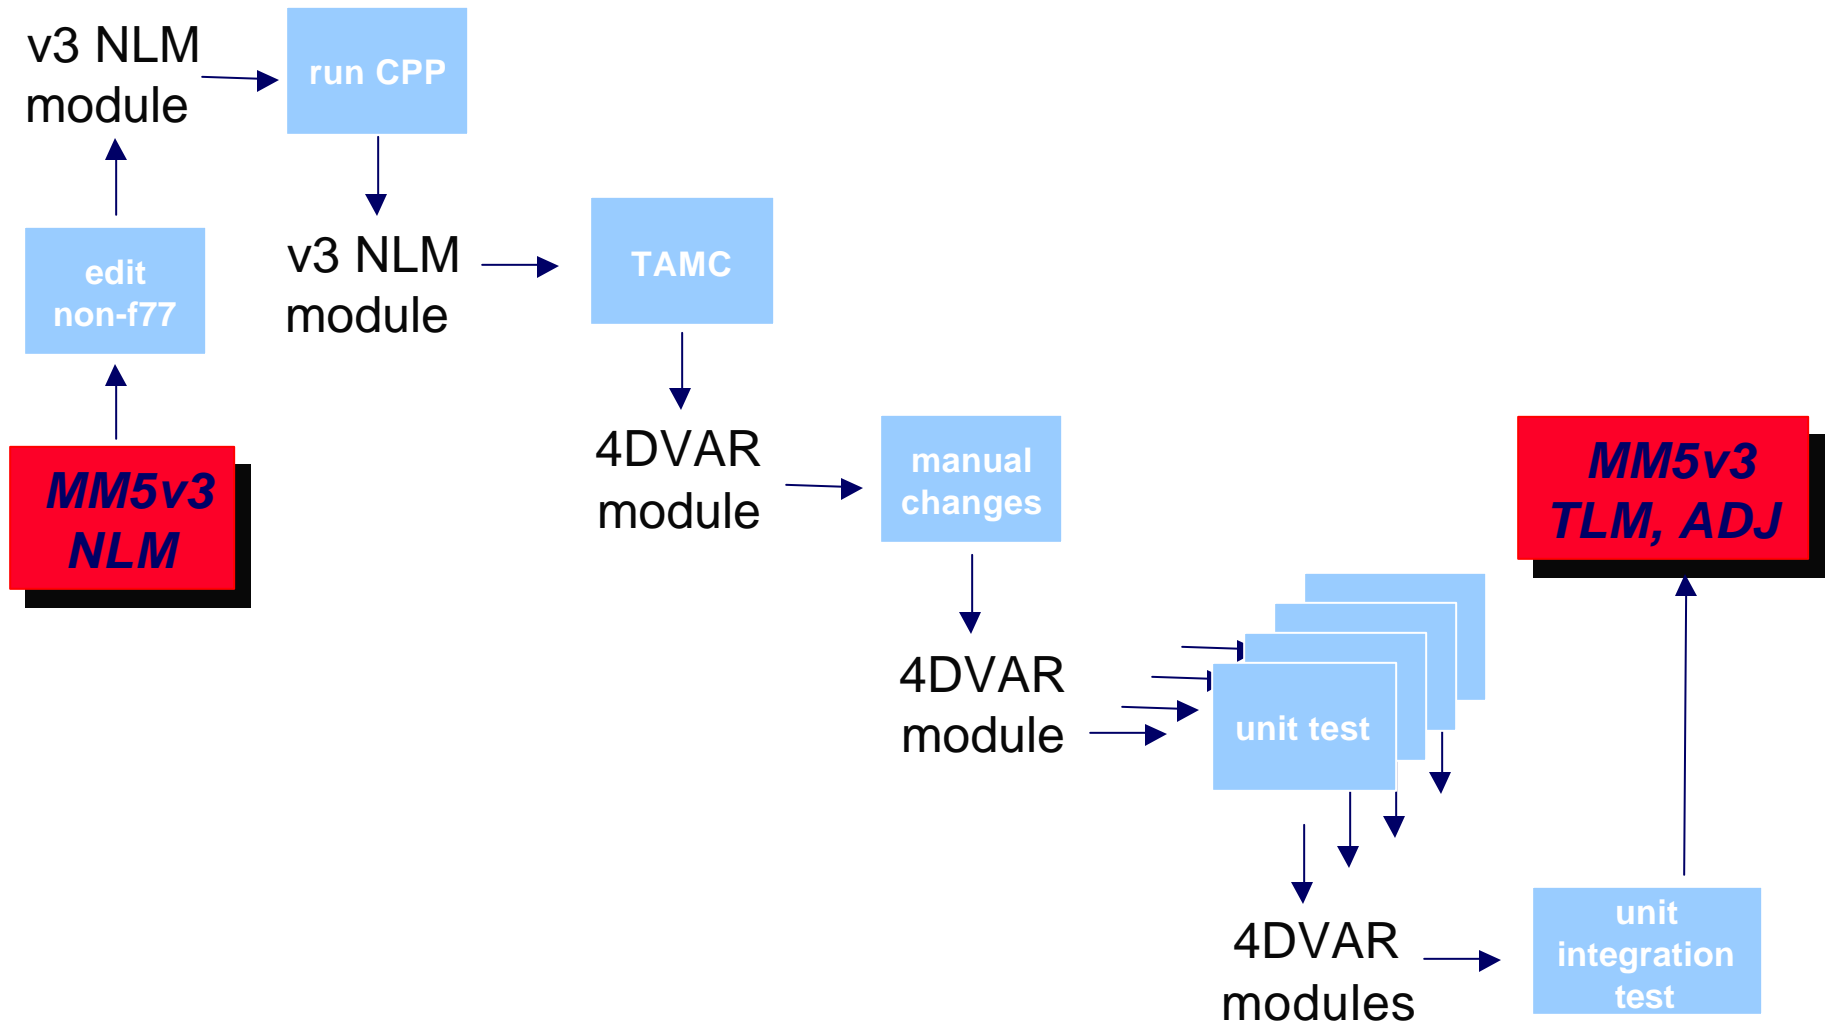 v3 NLM
module
run CPP
edit
non-f77
MM5v3
NLM
v3 NLM
module
TAMC
4DVAR
module
manual
changes
4DVAR
module
unit test
4DVAR
modules
unit
integration
test
MM5v3
TLM, ADJ